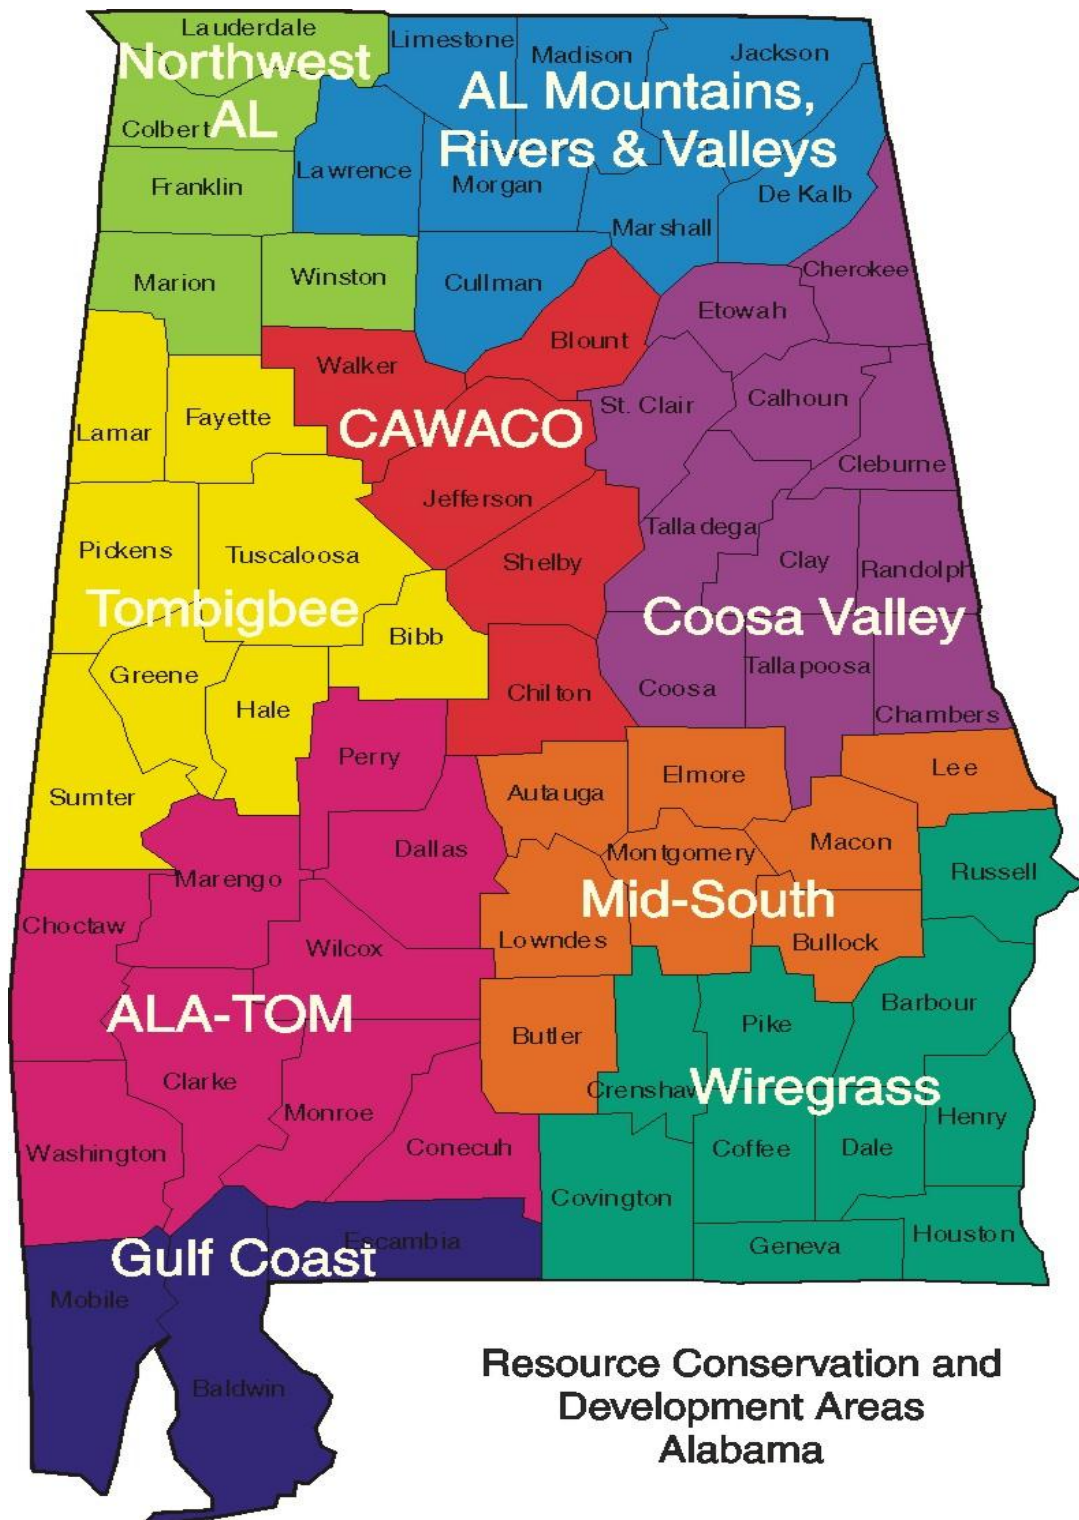 Lauderdale
Limestone
Madison
Jackson
Northwest
AL
AL Mountains,
Rivers & Valleys
Colbert
Lawrence
Franklin
Morgan
De Kalb
Marshall
Marion
Winston
Cullman
Cherokee
Etowah
Blount
Walker
St. Clair
Calhoun
Fayette
Lamar
CAWACO
Cleburne
Jefferson
Talladega
Pickens
Tuscaloosa
Shelby
Clay
Randolph
Tombigbee
Coosa Valley
Bibb
Greene
Tallapoosa
Coosa
Chilton
Hale
Chambers
Perry
Elmore
Lee
Sumter
Autauga
Dallas
Montgomery
Macon
Marengo
Russell
Mid-South
Choctaw
Wilcox
Lowndes
Bullock
Barbour
ALA-TOM
Pike
Butler
Clarke
Crenshaw
Wiregrass
Monroe
Henry
Washington
Conecuh
Coffee
Dale
Covington
Escambia
Gulf Coast
Geneva
Houston
Mobile
Baldwin
Resource Conservation and
Development Areas
Alabama